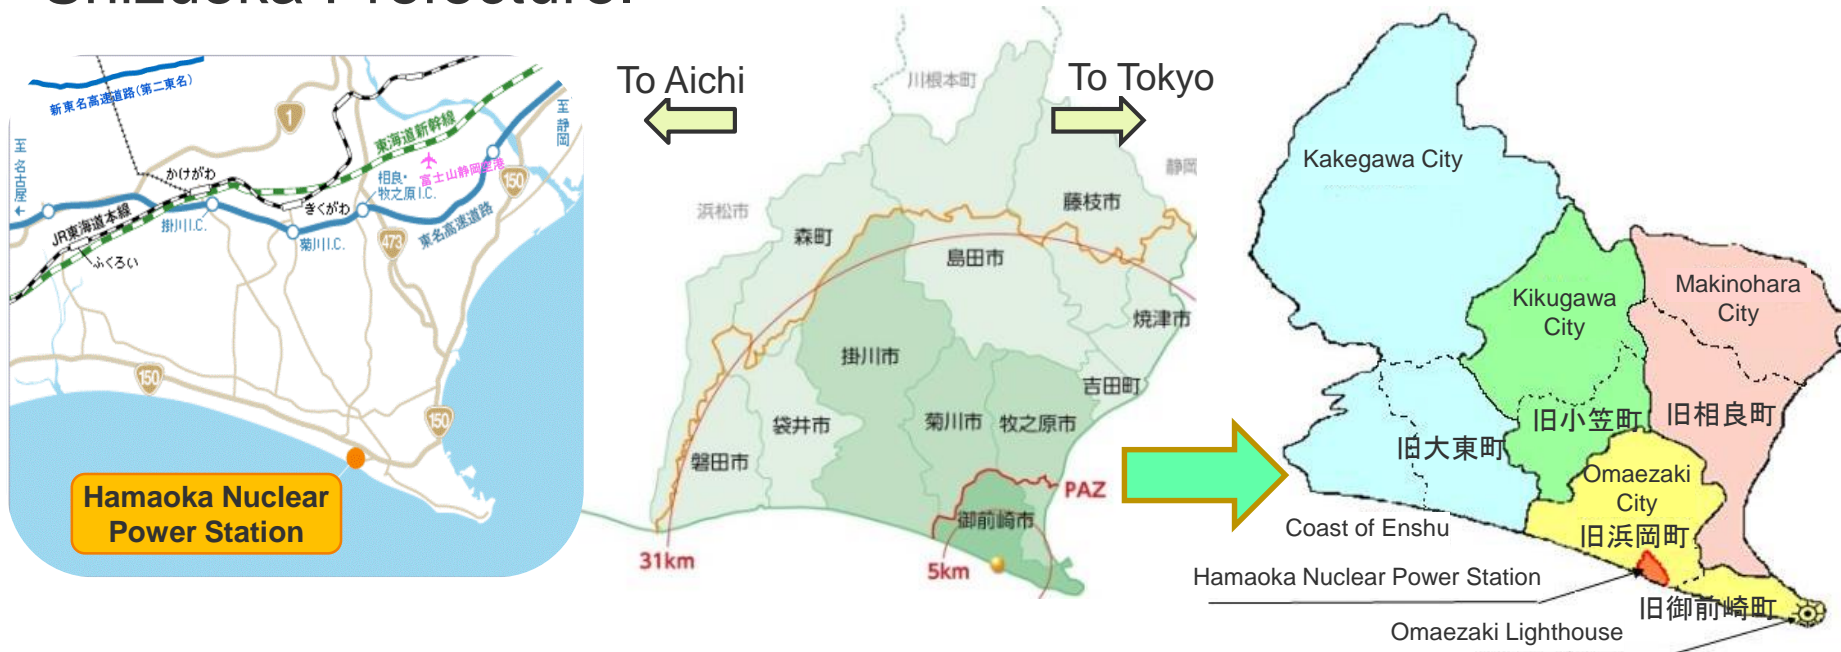 Shizuoka Prefecture.
新東名高速道路(第二東名)
1
東海道新幹線
至 静岡
至 名古屋
かけがわ
相良・
牧之原I.C.
富士山静岡空港
150
きくがわ
JR東海道本線
掛川I.C.
菊川I.C.
473
東名高速道路
ふくろい
150
150
Hamaoka Nuclear
Power Station
To Aichi
To Tokyo
川根本町
静岡
藤枝市
浜松市
森町
島田市
焼津市
掛川市
吉田町
袋井市
菊川市
牧之原市
磐田市
PAZ
御前崎市
31km
5km
Kakegawa City
Kikugawa
City
Makinohara
City
旧小笠町
旧相良町
旧大東町
Omaezaki
City
Coast of Enshu
旧浜岡町
Hamaoka Nuclear Power Station
旧御前崎町
Omaezaki Lighthouse